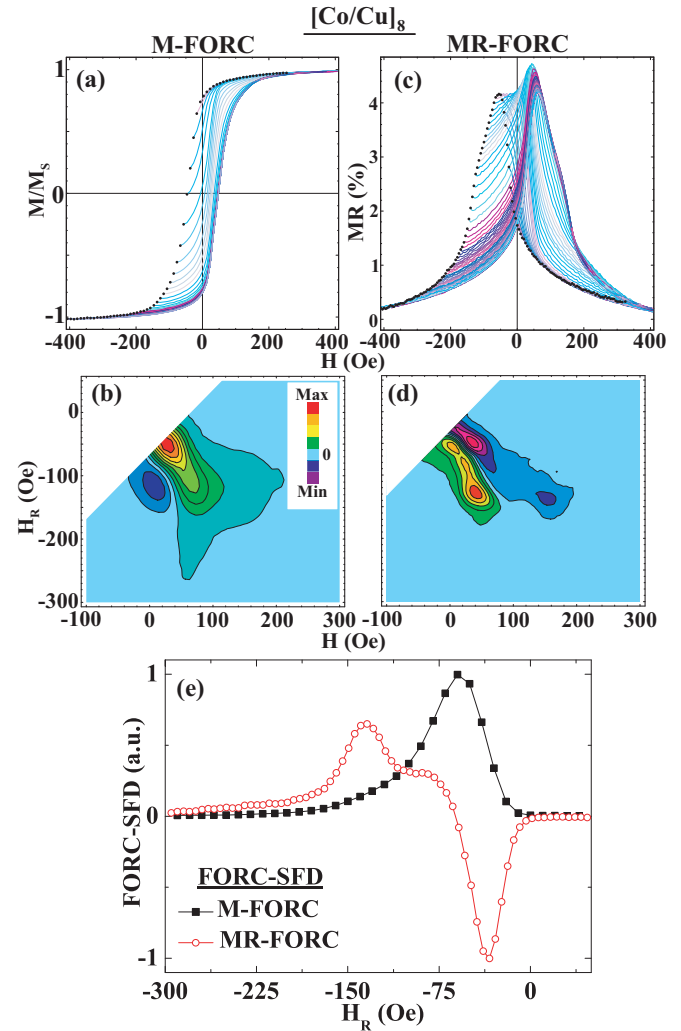 [Co/Cu]8
M-FORC MR-FORC
(a) (c)
1
0
-1
M/MS
-400 -200 0 200 400
H (Oe)
4
3
2
1
0
MR (%)
-400 -200 0 200 400
H (Oe)
(b) (d)
Max
0
Min
0
-100
-200
-300
HR (Oe)
-100 0 100 200 300
H (Oe)
-100 0 100 200 300
H (Oe)
(e)
1
0
-1
FORC-SFD (a.u.)
FORC-SFD
M-FORC
MR-FORC
-300 -225 -150 -75 0
HR (Oe)